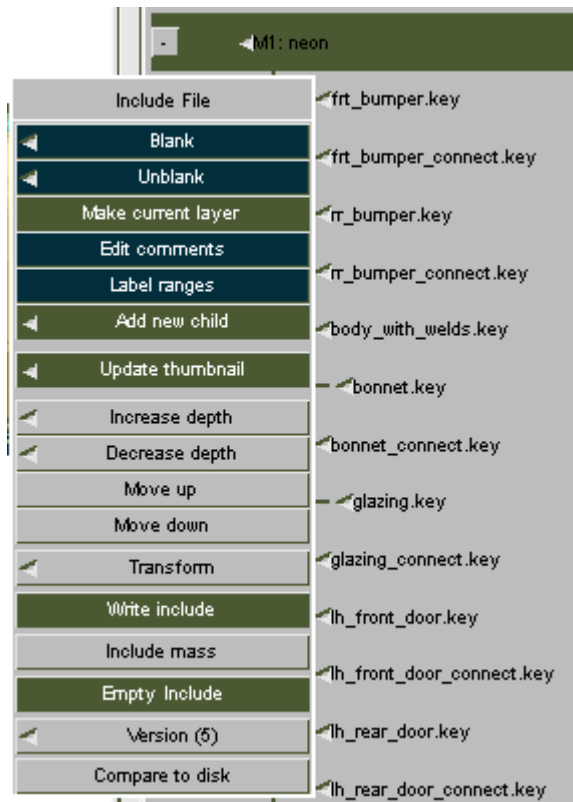 -
M1: neon
Include File
Blank
Unblank
Make current layer
Edit comments
Label ranges
Add new child
Update thumbnail
Increase depth
Decrease depth
Move up
Move down
Transform
Write include
Include mass
Empty Include
Version (5)
Compare to disk
frt_bumper.key
frt_bumper_connect.key
rr_bumper.key
rr_bumper_connect.key
body_with_welds.key
bonnet.key
bonnet_connect.key
glazing.key
glazing_connect.key
lh_front_door.key
lh_front_door_connect.key
lh_rear_door.key
lh_rear_door_connect.key